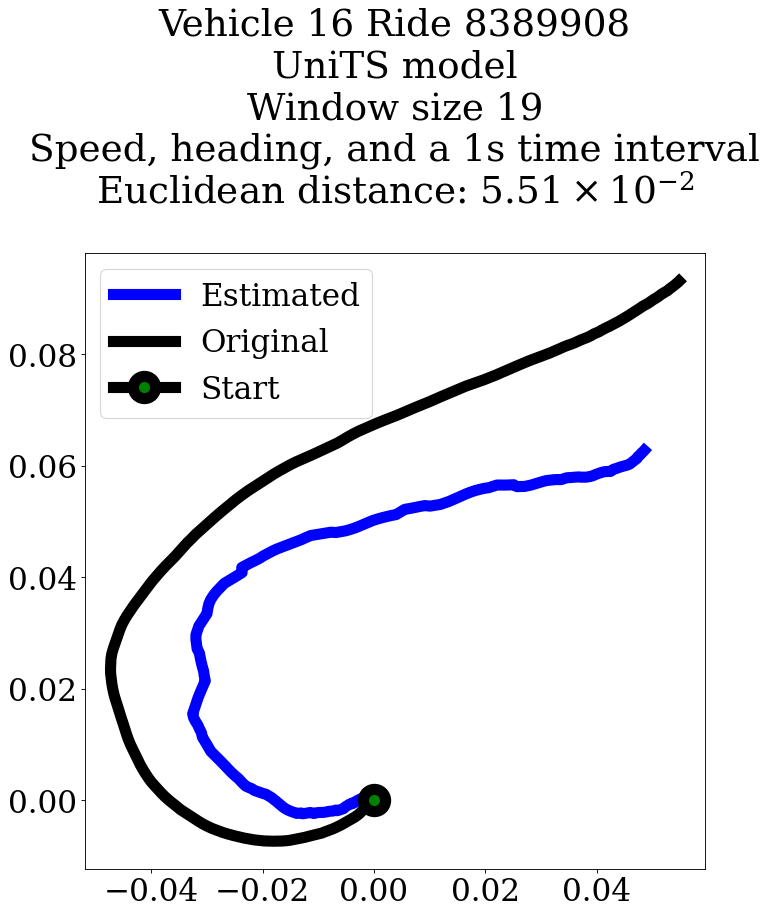 Vehicle 16 Ride 8389908
UniTS model
Window size 19
Speed, heading, and a 1s time interval
Euclidean distance: 5.51 × 10⁻²
Estimated
Original
Start
0.08
0.06
0.04
0.02
0.00
−0.04 −0.02 0.00 0.02 0.04